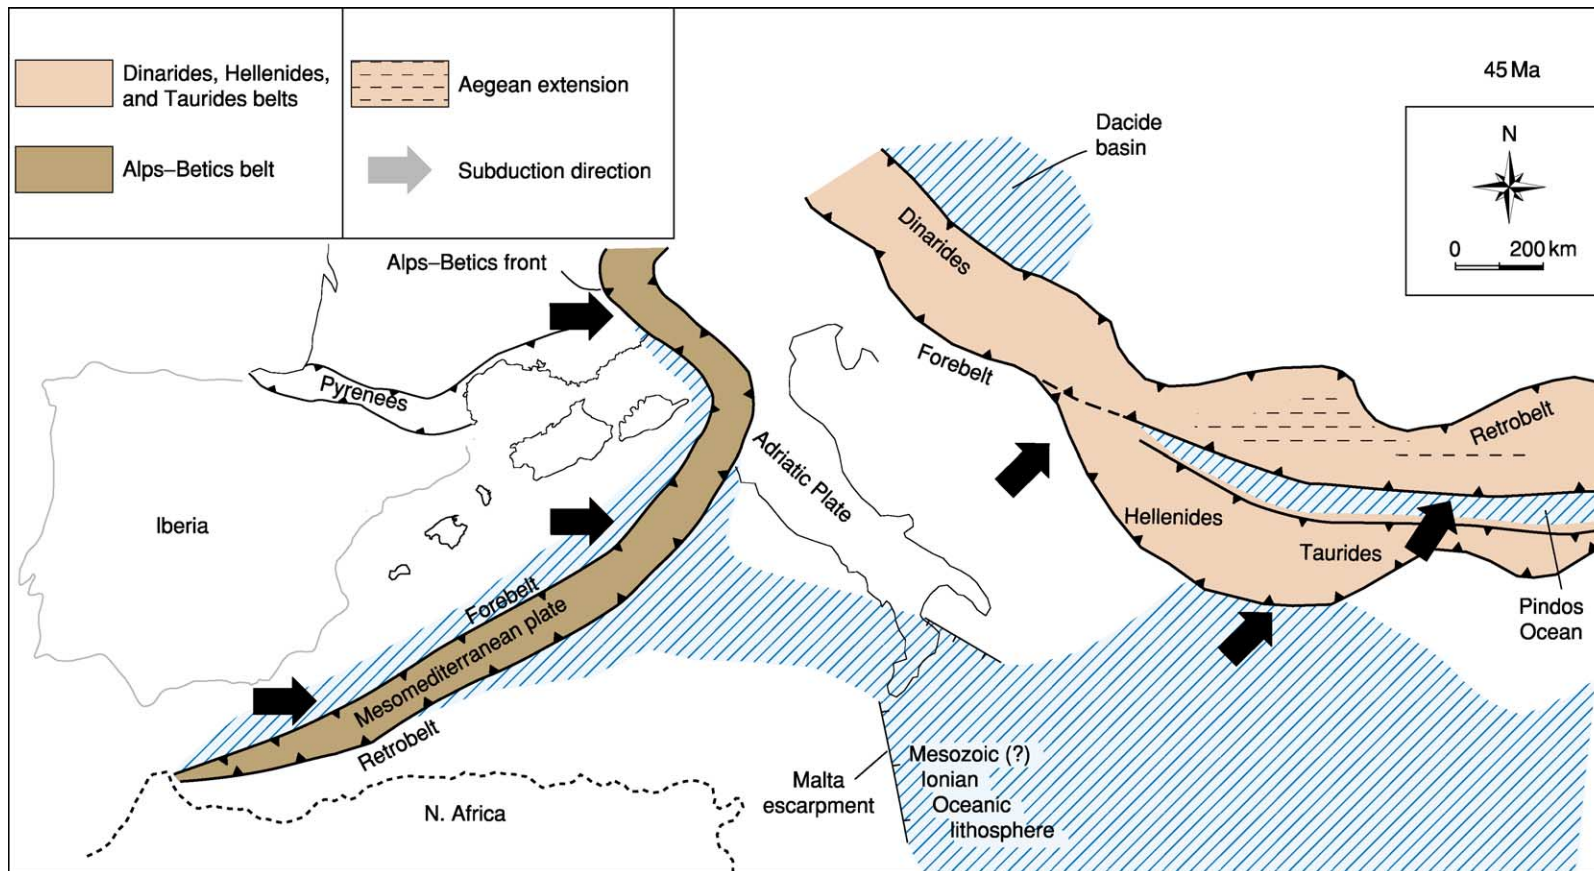 Dinarides, Hellenides,
and Taurides belts
Aegean extension
Alps–Betics belt
Subduction direction
45 Ma
N
0 200 km
Dacide
basin
Alps–Betics front
Dinarides
Forebelt
Pyrenees
Adriatic Plate
Retrobelt
Iberia
Hellenides
Taurides
Pindos
Ocean
Forebelt
Mesomediterranean plate
Retrobelt
Malta
escarpment
Mesozoic (?)
Ionian
Oceanic
lithosphere
N. Africa